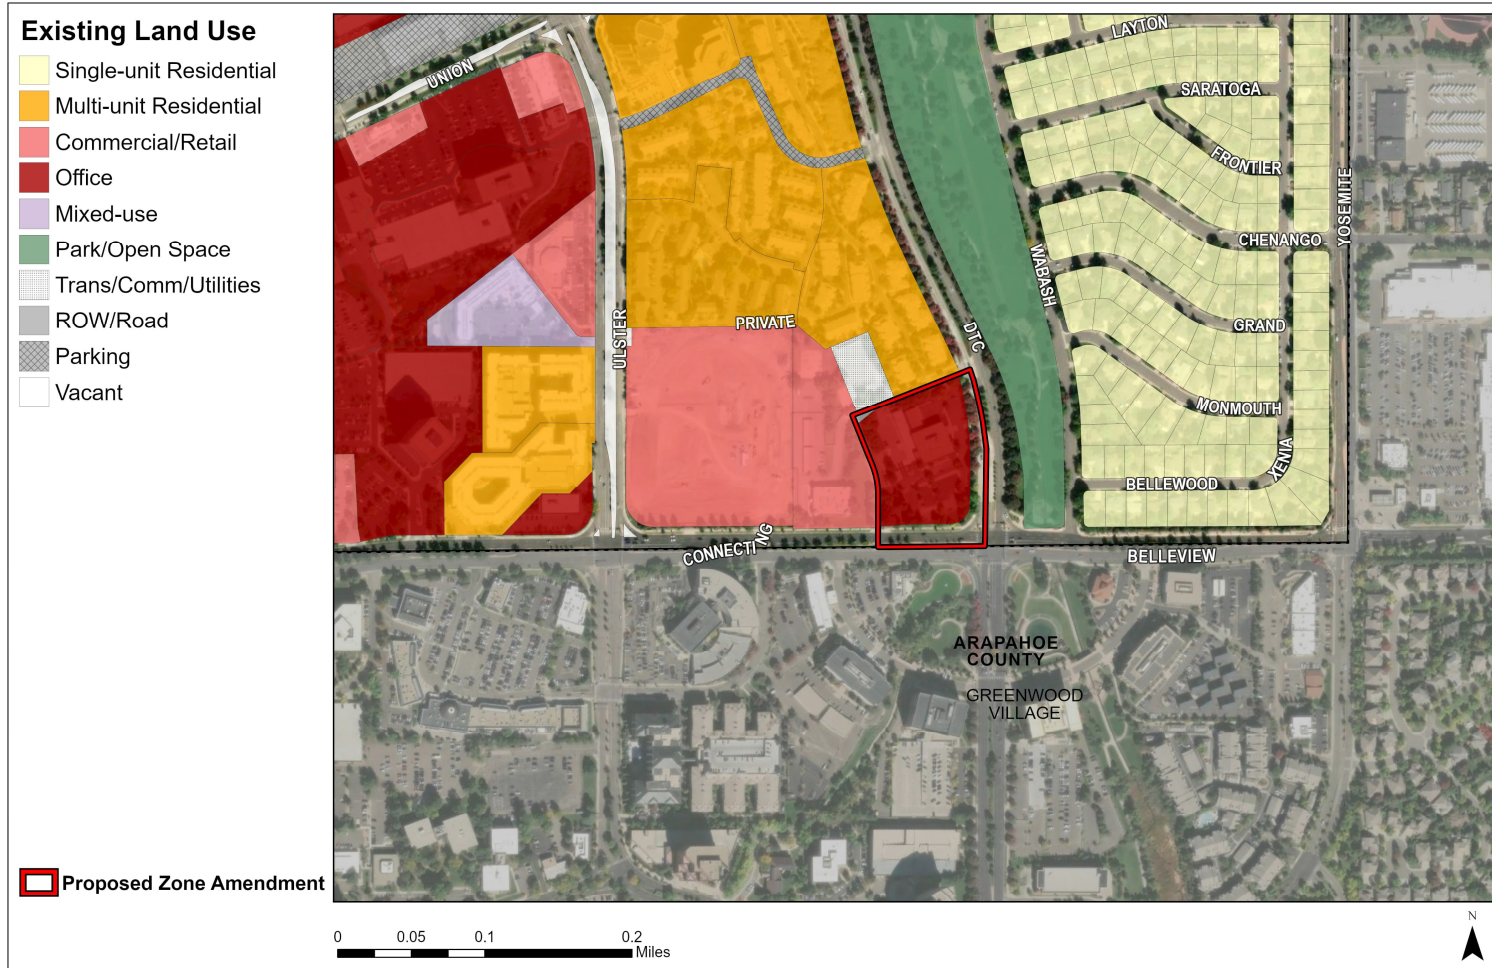 Existing Land Use
Single-unit Residential
Multi-unit Residential
Commercial/Retail
Office
Mixed-use
Park/Open Space
Trans/Comm/Utilities
ROW/Road
Parking
Vacant
Proposed Zone Amendment
UNION
LAYTON
SARATOGA
FRONTIER
YOSEMITE
CHENANGO
WABASH
ULSTER
PRIVATE
DTC
GRAND
MONMOUTH
XENIA
BELLEWOOD
CONNECTING
BELLEVIEW
ARAPAHOE
COUNTY
GREENWOOD
VILLAGE
0 0.05 0.1 0.2
Miles
N